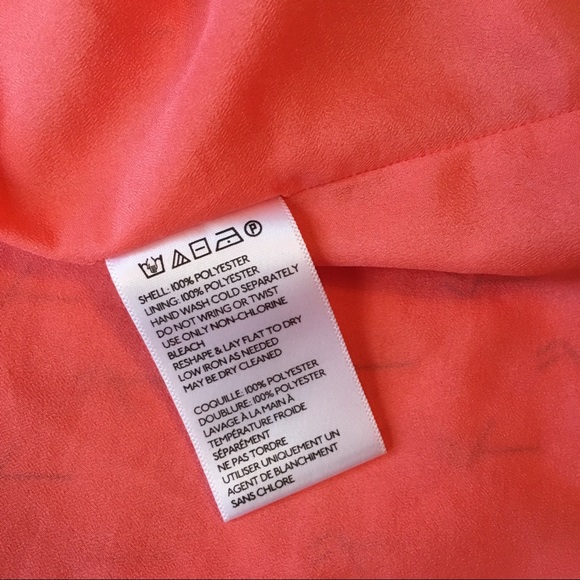 SHELL: 100% POLYESTER
LINING: 100% POLYESTER
HAND WASH COLD SEPARATELY
DO NOT WRING OR TWIST
USE ONLY NON-CHLORINE
BLEACH
RESHAPE & LAY FLAT TO DRY
LOW IRON AS NEEDED
MAY BE DRY CLEANED
COQUILLE: 100% POLYESTER
DOUBLURE: 100% POLYESTER
LAVAGE À LA MAIN À
TEMPÉRATURE FROIDE
SÉPARÉMENT
NE PAS TORDRE
UTILISER UNIQUEMENT UN
AGENT DE BLANCHIMENT
SANS CHLORE